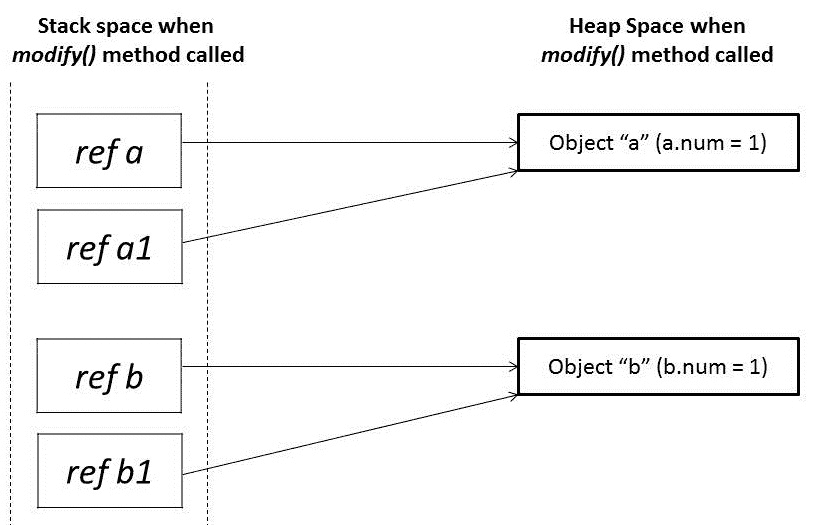 Stack space when
modify() method called
Heap Space when
modify() method called
ref a
Object “a” (a.num = 1)
ref a1
ref b
Object “b” (b.num = 1)
ref b1